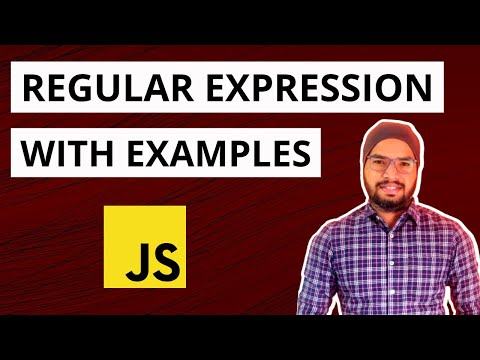 REGULAR EXPRESSION
WITH EXAMPLES
JS